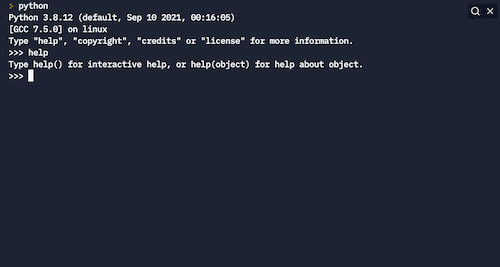 > python
Python 3.8.12 (default, Sep 10 2021, 00:16:05)
[GCC 7.5.0] on linux
Type "help", "copyright", "credits" or "license" for more information.
>>> help
Type help() for interactive help, or help(object) for help about object.
>>>